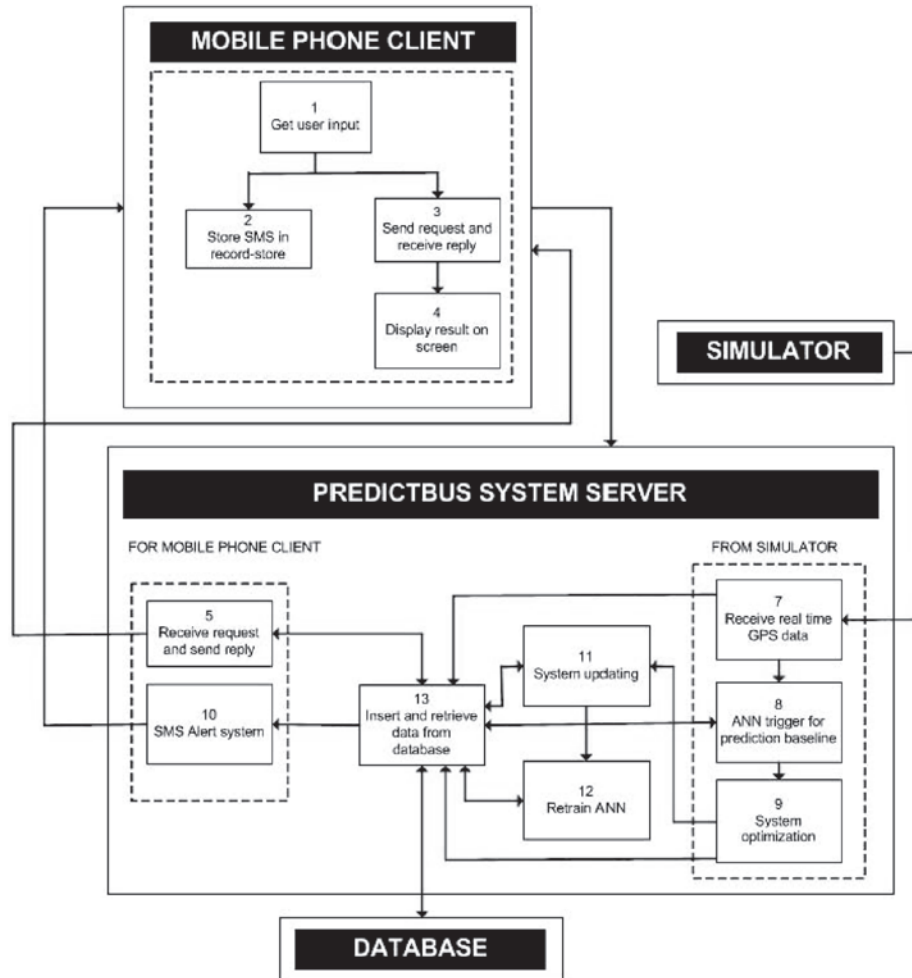 MOBILE PHONE CLIENT
1
Get user input
2
Store SMS in
record-store
3
Send request and
receive reply
4
Display result on
screen
SIMULATOR
PREDICTBUS SYSTEM SERVER
FOR MOBILE PHONE CLIENT
FROM SIMULATOR
5
Receive request
and send reply
7
Receive real time
GPS data
11
System updating
10
SMS Alert system
13
Insert and retrieve
data from
database
8
ANN trigger for
prediction baseline
12
Retrain ANN
9
System
optimization
DATABASE